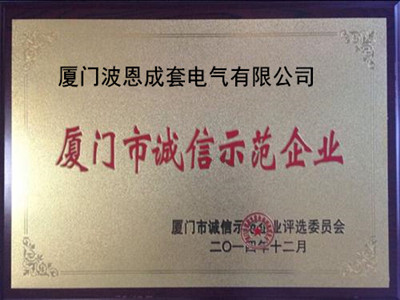 厦门波恩成套电气有限公司
厦门市诚信示范企业
厦门市诚信示范企业评选委员会
二〇一四年十二月